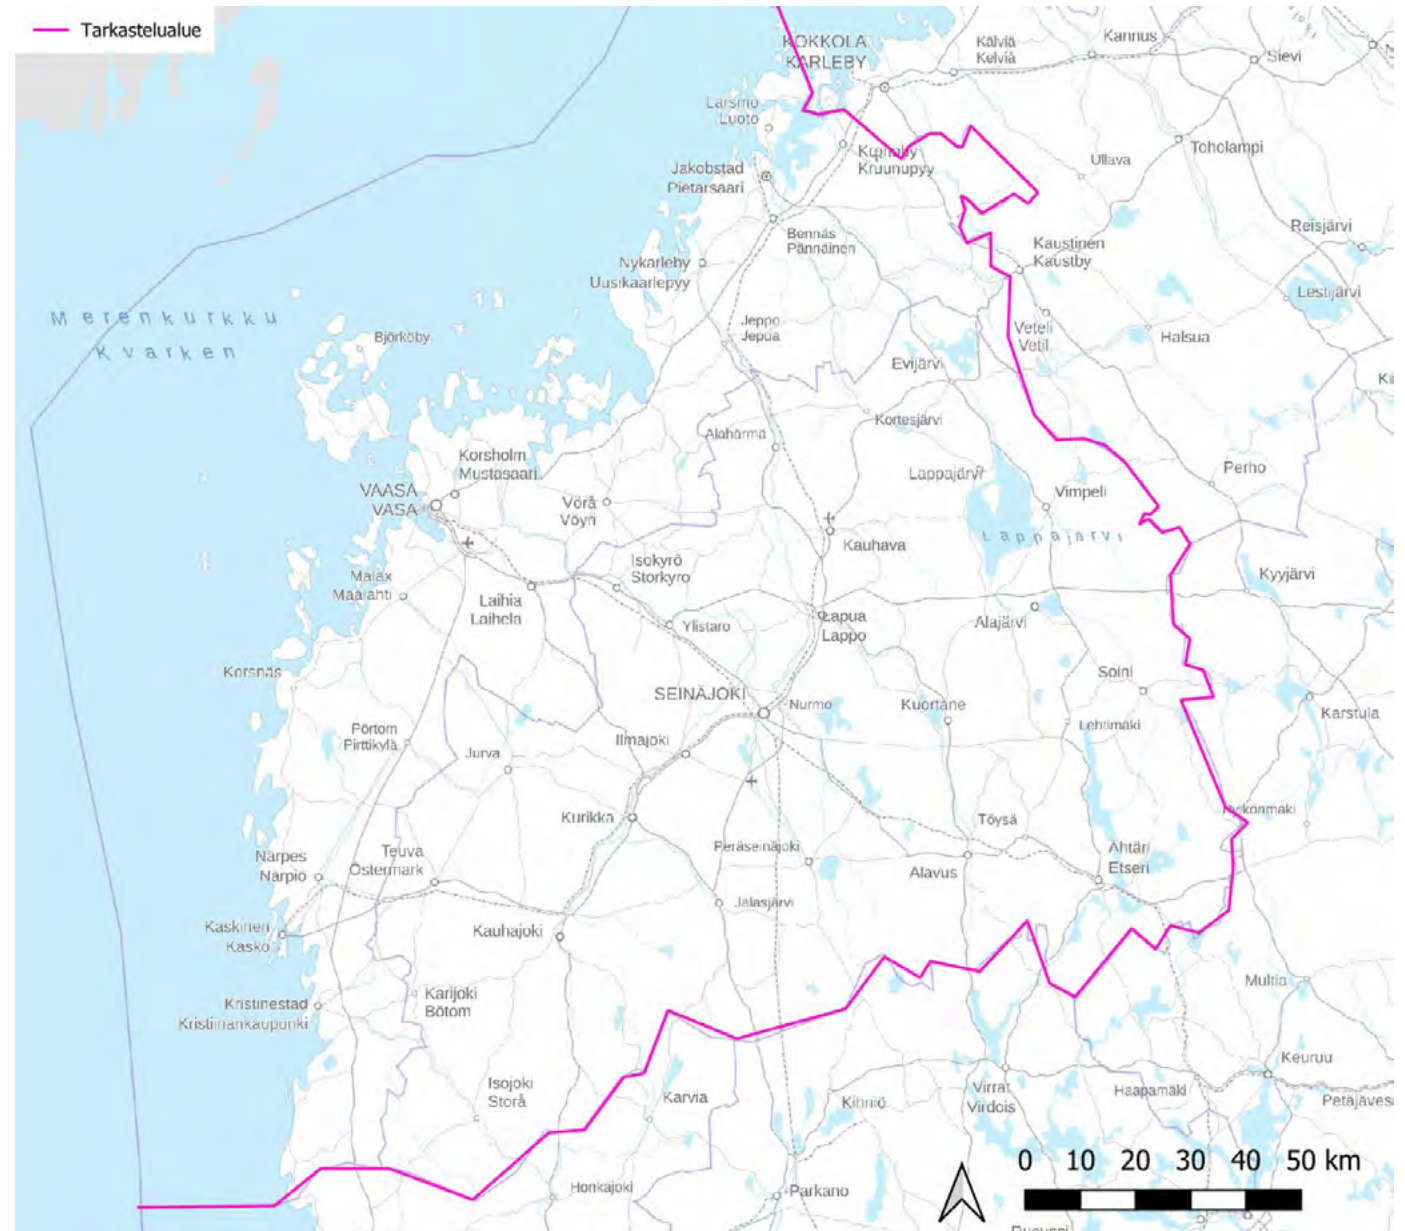 Tarkastelualue
KOKKOLA
KARLEBY
Kälviä
Kelviå
Kannus
Sievi
Larsmo
Luoto
Kronoby
Kruunupyy
Ullava
Toholampi
Jakobstad
Pietarsaari
Bennäs
Pännäinen
Kaustinen
Kaustby
Reisjärvi
Nykarleby
Uusikaarlepyy
Lestijärvi
Merenkurkku
Kvarken
Björköby
Jeppo
Jepua
Veteli
Vetil
Halsua
Evijärvi
Kortesjärvi
Alahärmä
Korsholm
Mustasaari
Lappajärvi
Perho
VAASA
VASA
Vörå
Vöyri
Vimpeli
Lappajärvi
Kauhava
Isokyrö
Storkyro
Kyyjärvi
Malax
Maalahti
Laihia
Laihela
Ylistaro
Lapua
Lappo
Alajärvi
Korsnäs
Soini
SEINÄJOKI
Nurmo
Kuortane
Karstula
Pörtom
Pirttikylä
Lehtimäki
Ilmajoki
Jurva
Kurikka
Töysä
Myllymäki
Peräseinäjoki
Närpes
Närpiö
Teuva
Östermark
Alavus
Ähtäri
Etseri
Jalasjärvi
Kaskinen
Kaskö
Kauhajoki
Multia
Kristinestad
Kristiinankaupunki
Karijoki
Bötom
Keuruu
Isojoki
Storå
Karvia
Kihniö
Virrat
Virdois
Haapamäki
Petäjäves
Honkajoki
Parkano
0 10 20 30 40 50 km